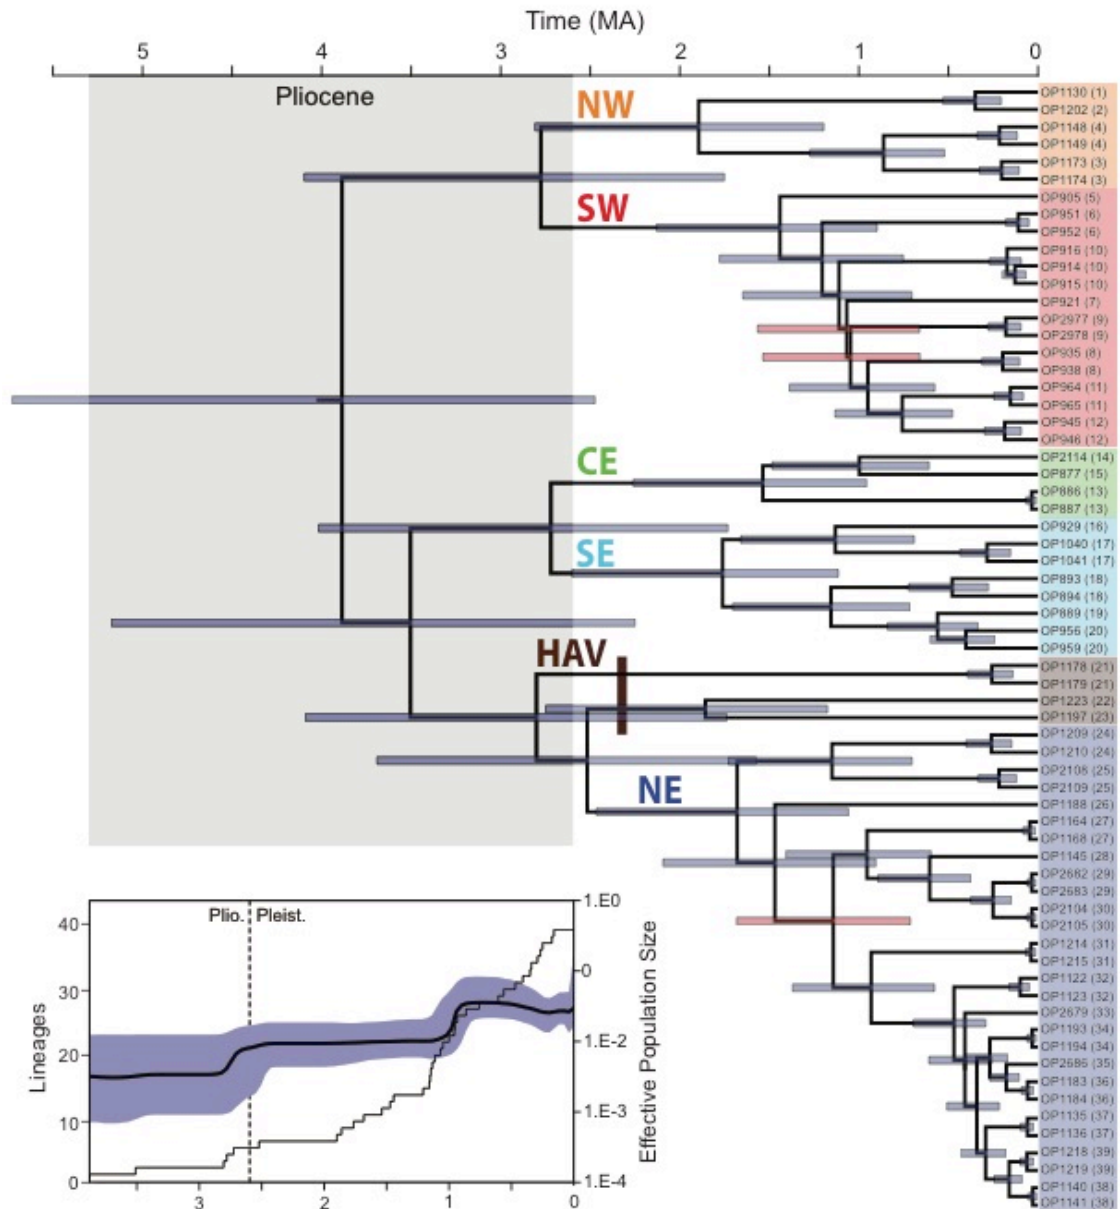 Time (MA)
5 4 3 2 1 0
Pliocene
NW
SW
CE
SE
HAV
NE
OP1130 (1)
OP1202 (2)
OP1148 (4)
OP1149 (4)
OP1173 (3)
OP1174 (3)
OP905 (5)
OP951 (6)
OP952 (6)
OP916 (10)
OP914 (10)
OP915 (10)
OP921 (7)
OP2977 (9)
OP2978 (9)
OP935 (8)
OP938 (8)
OP964 (11)
OP965 (11)
OP945 (12)
OP946 (12)
OP2114 (14)
OP877 (15)
OP886 (13)
OP887 (13)
OP929 (16)
OP1040 (17)
OP1041 (17)
OP893 (18)
OP894 (18)
OP889 (19)
OP956 (20)
OP959 (20)
OP1178 (21)
OP1179 (21)
OP1223 (22)
OP1197 (23)
OP1209 (24)
OP1210 (24)
OP2108 (25)
OP2109 (25)
OP1188 (26)
OP1164 (27)
OP1168 (27)
OP1145 (28)
OP2682 (29)
OP2683 (29)
OP2104 (30)
OP2105 (30)
OP1214 (31)
OP1215 (31)
OP1122 (32)
OP1123 (32)
OP2679 (33)
OP1193 (34)
OP1194 (34)
OP2686 (35)
OP1183 (36)
OP1184 (36)
OP1135 (37)
OP1136 (37)
OP1218 (39)
OP1219 (39)
OP1140 (38)
OP1141 (38)
Plio. Pleist.
Lineages
40
30
20
10
0
1.E0
0
1.E-2
1.E-3
1.E-4
Effective Population Size
3 2 1 0